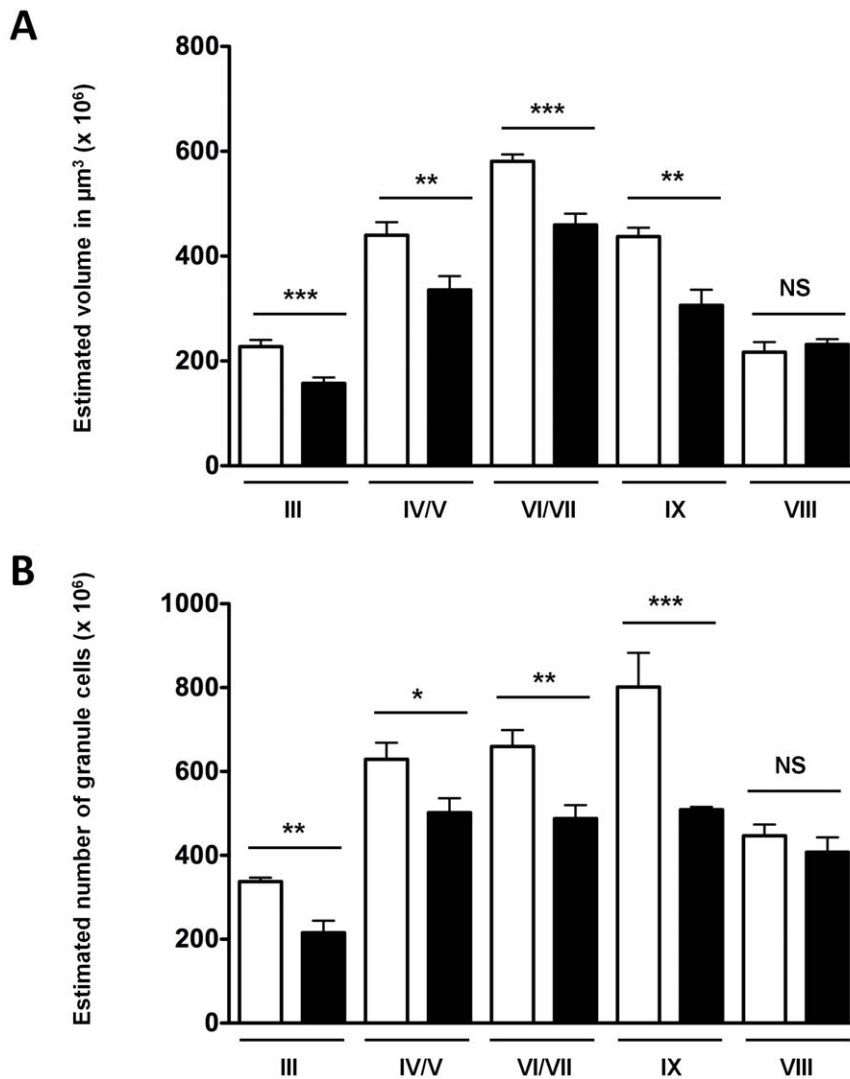 A
Estimated volume in µm³ (x 10⁶)
800
600
400
200
0
***
**
***
**
NS
III
IV/V
VI/VII
IX
VIII
B
Estimated number of granule cells (x 10⁶)
1000
800
600
400
200
0
**
*
**
***
NS
III
IV/V
VI/VII
IX
VIII